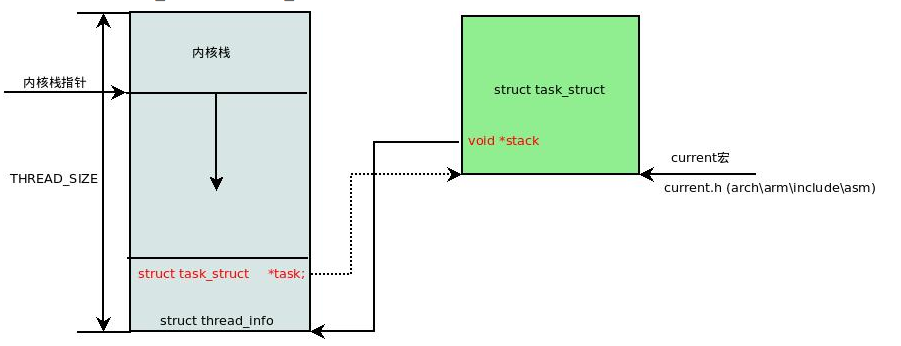 内核栈
内核栈指针
THREAD_SIZE
struct task_struct *task;
struct thread_info
struct task_struct
void *stack
current宏
current.h (arch\arm\include\asm)